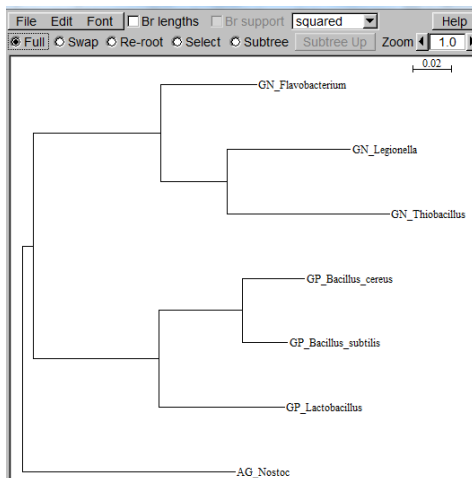 File Edit Font Br lengths Br support squared Help
Full Swap Re-root Select Subtree Subtree Up Zoom 1.0
0.02
GN_Flavobacterium
GN_Legionella
GN_Thiobacillus
GP_Bacillus_cereus
GP_Bacillus_subtilis
GP_Lactobacillus
AG_Nostoc